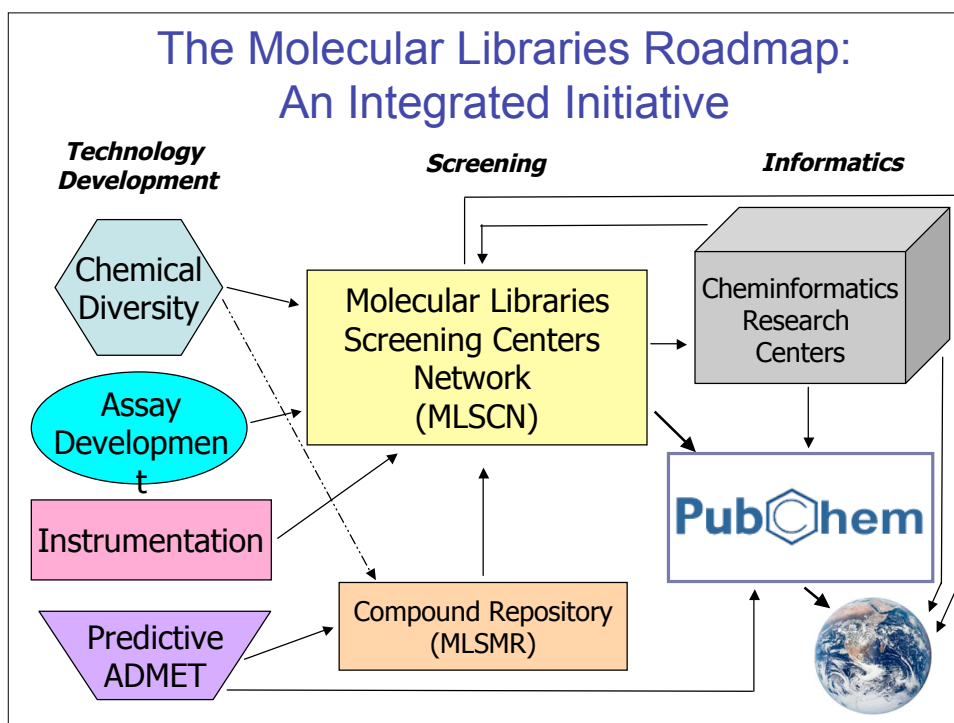 The Molecular Libraries Roadmap:
An Integrated Initiative
Technology
Development
Screening
Informatics
Chemical
Diversity
Molecular Libraries
Screening Centers
Network
(MLSCN)
Cheminformatics
Research
Centers
Assay
Developmen
t
Instrumentation
PubChem
Compound Repository
(MLSMR)
Predictive
ADMET